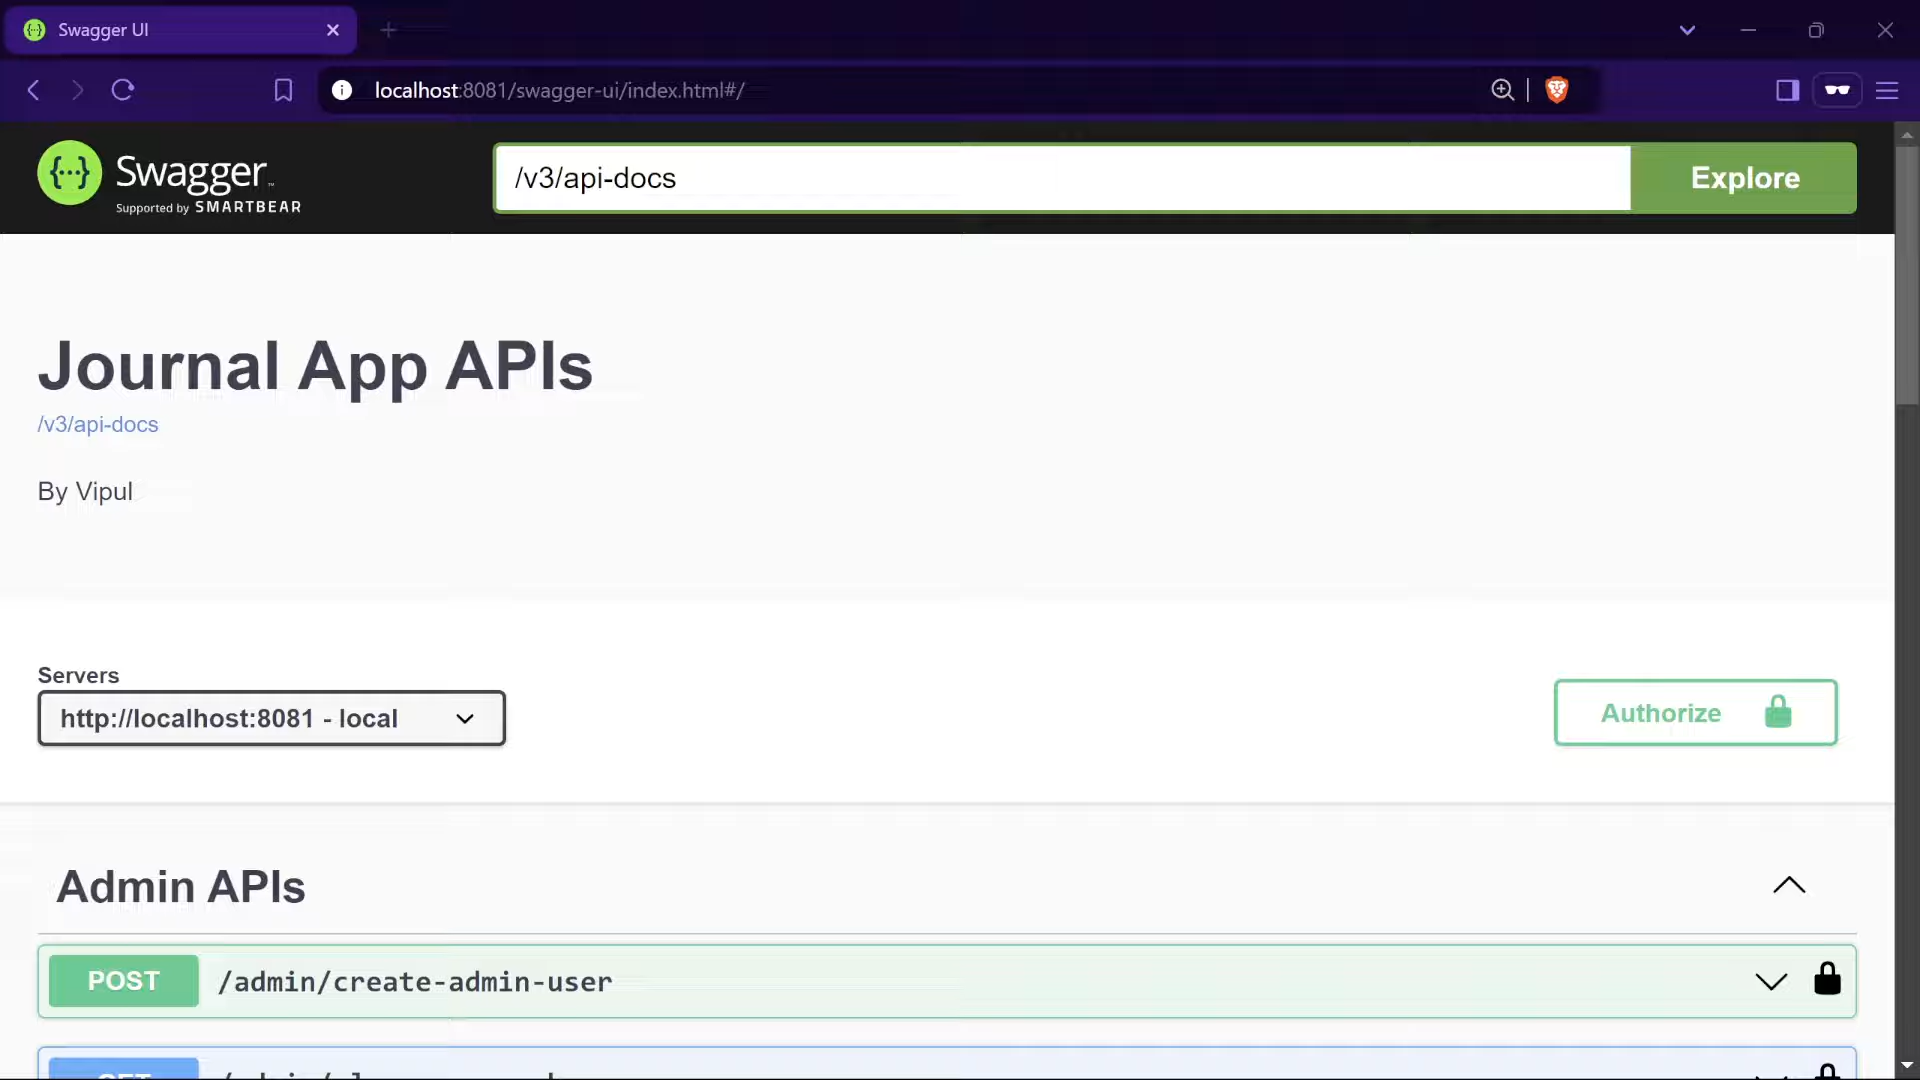 Swagger UI
localhost:8081/swagger-ui/index.html#/
Swagger
Supported by SMARTBEAR
/v3/api-docs
Explore
Journal App APIs
/v3/api-docs
By Vipul
Servers
http://localhost:8081 - local
Authorize
Admin APIs
POST /admin/create-admin-user
GET